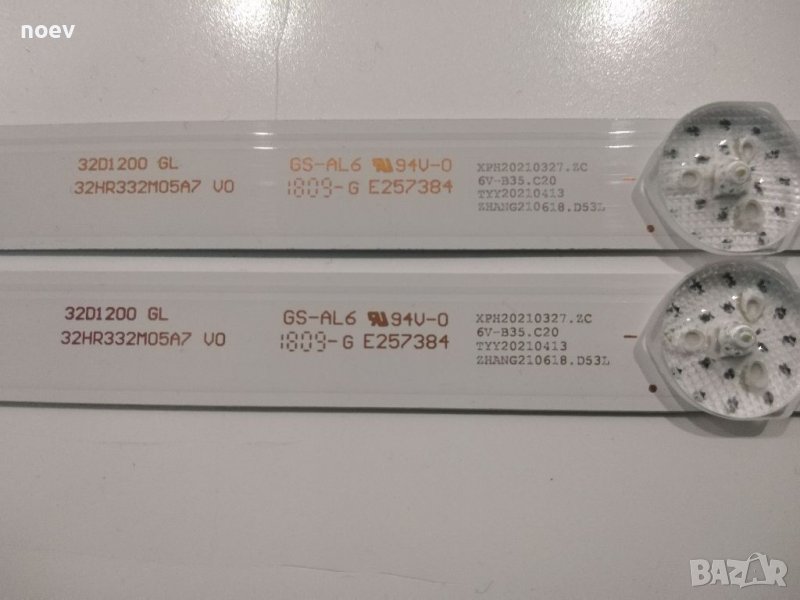 noev
32D1200 GL
32HR332M05A7 V0
GS-AL6 94V-0
1809-G E257384
XPH20210327.ZC
6V-B35.C20
TYY20210413
ZHANG210618.D53L
32D1200 GL
32HR332M05A7 V0
GS-AL6 94V-0
1809-G E257384
XPH20210327.ZC
6V-B35.C20
TYY20210413
ZHANG210618.D53L
BAZAR